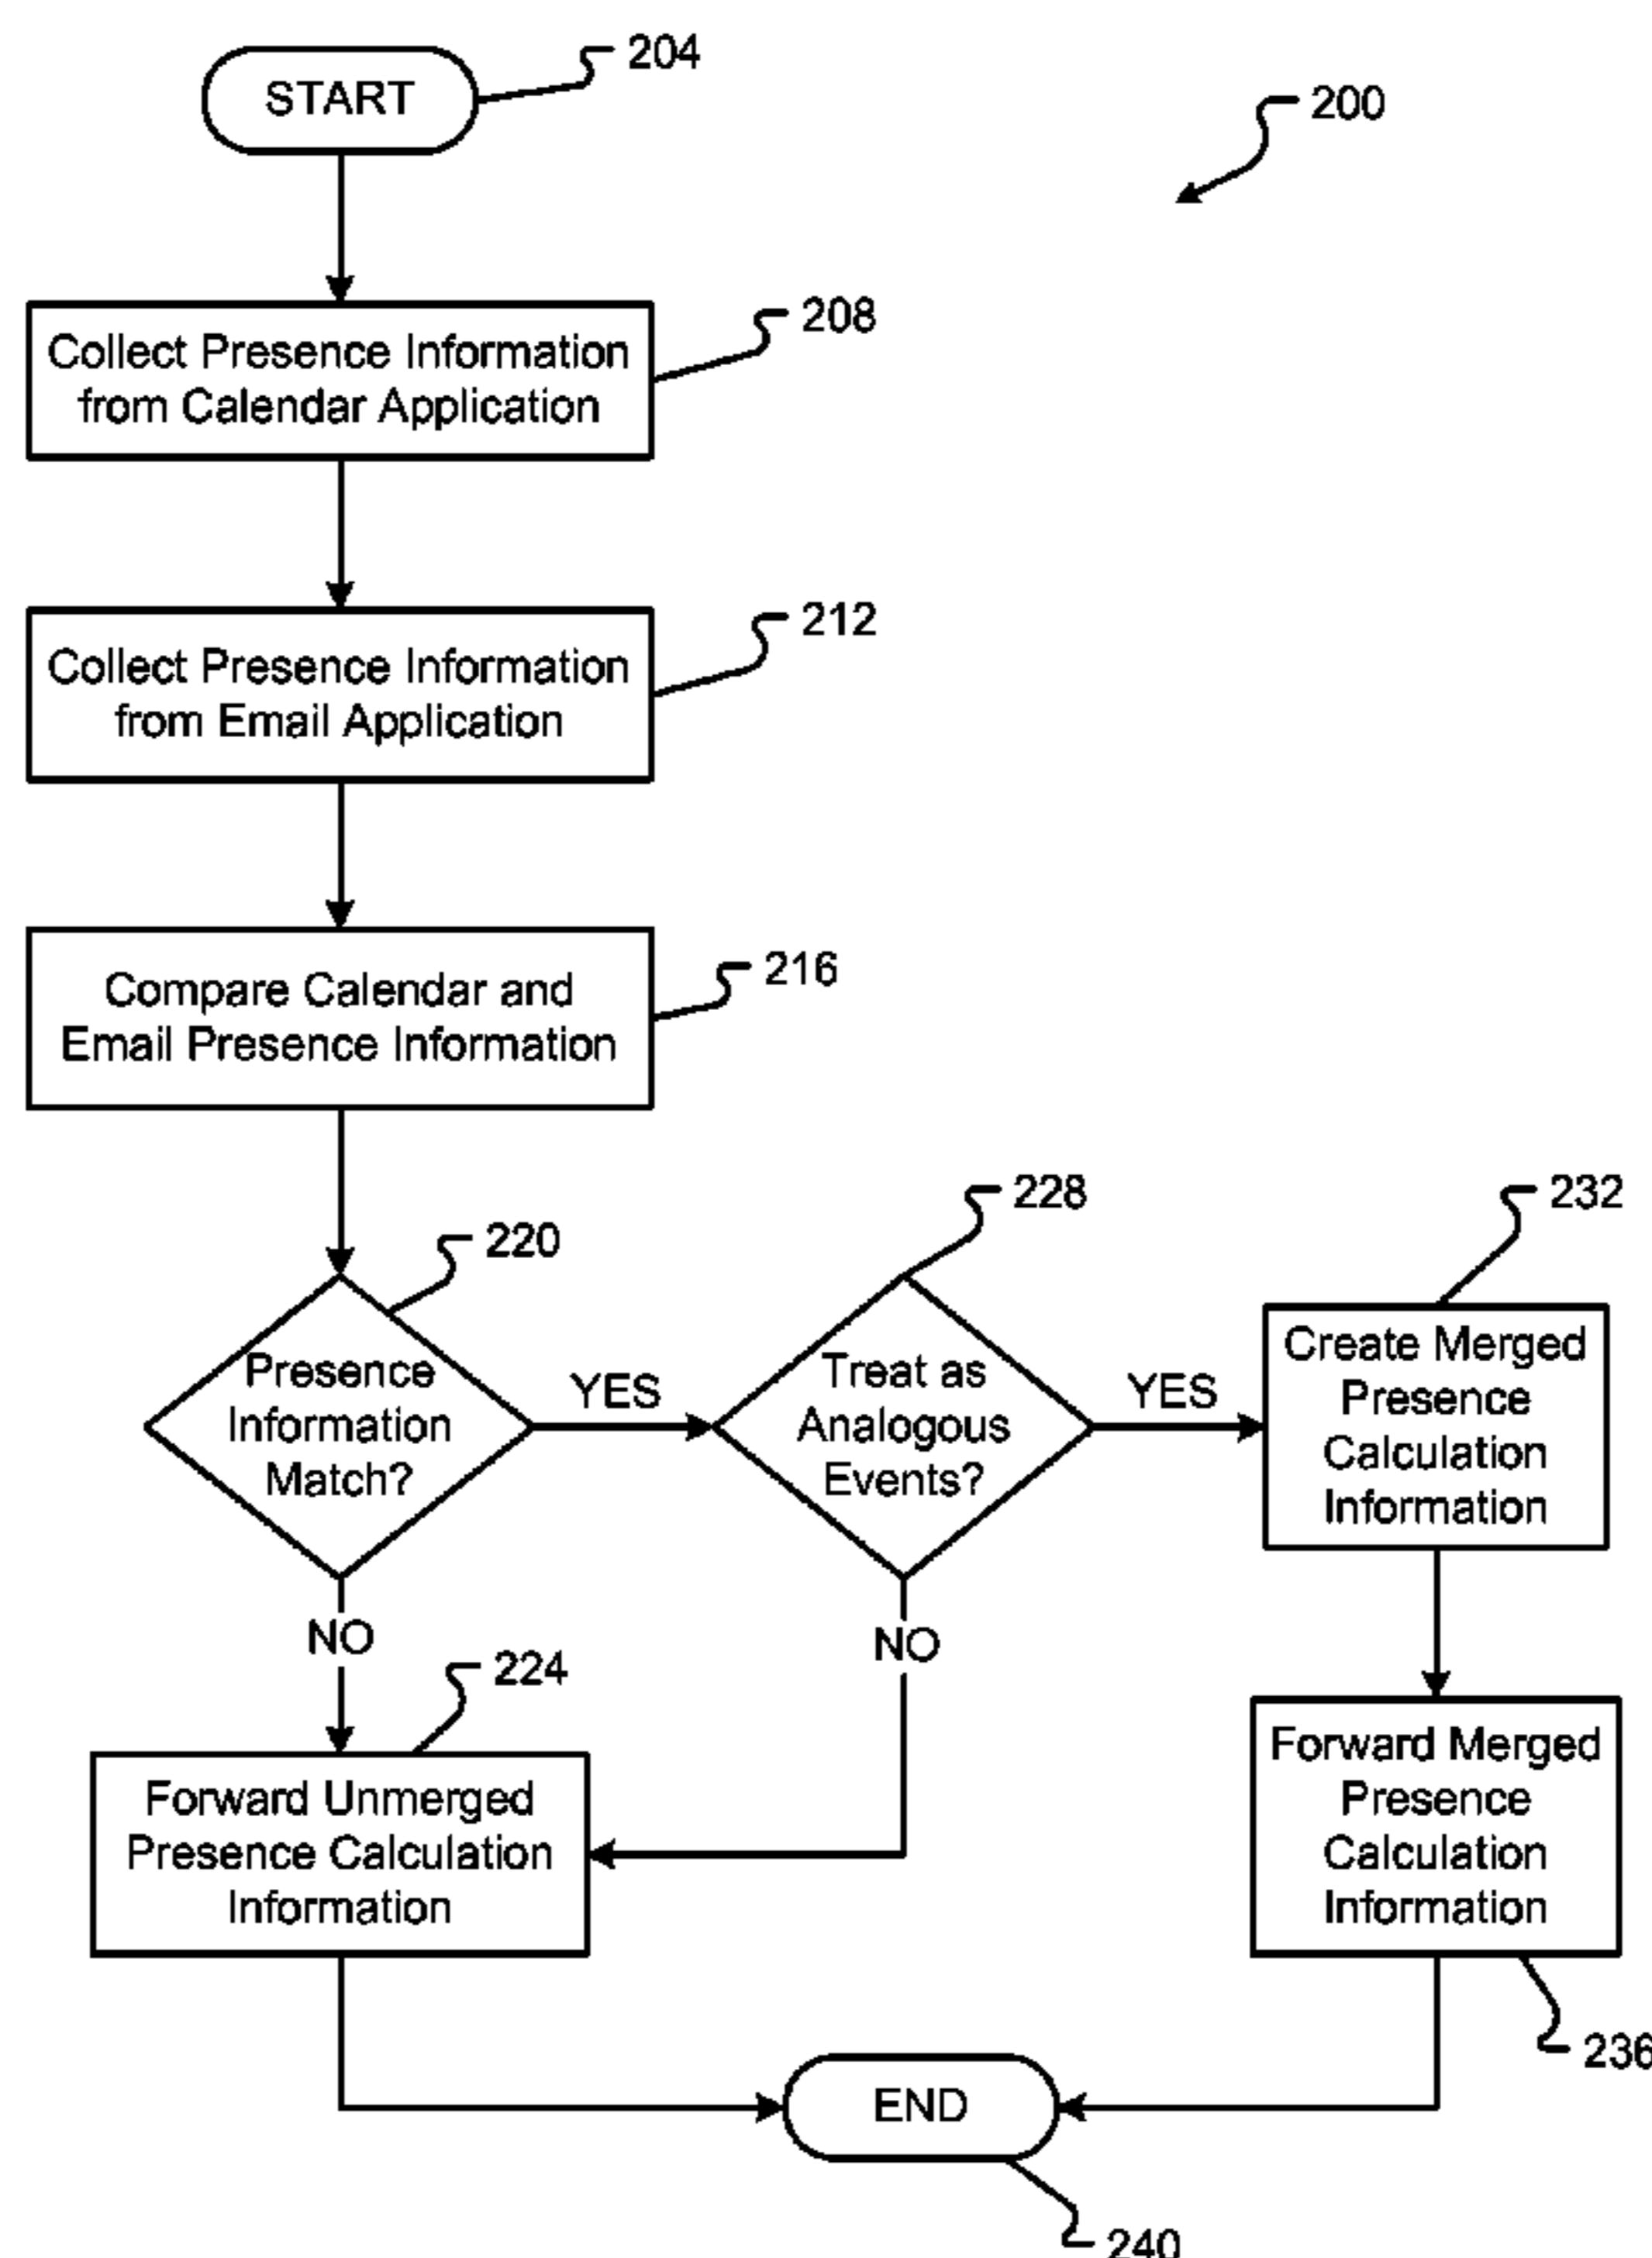 START
204
200
Collect Presence Information
from Calendar Application
208
Collect Presence Information
from Email Application
212
Compare Calendar and
Email Presence Information
216
Presence
Information
Match?
220
YES
Treat as
Analogous
Events?
228
YES
Create Merged
Presence
Calculation
Information
232
NO
NO
Forward Unmerged
Presence Calculation
Information
224
Forward Merged
Presence
Calculation
Information
236
END
240